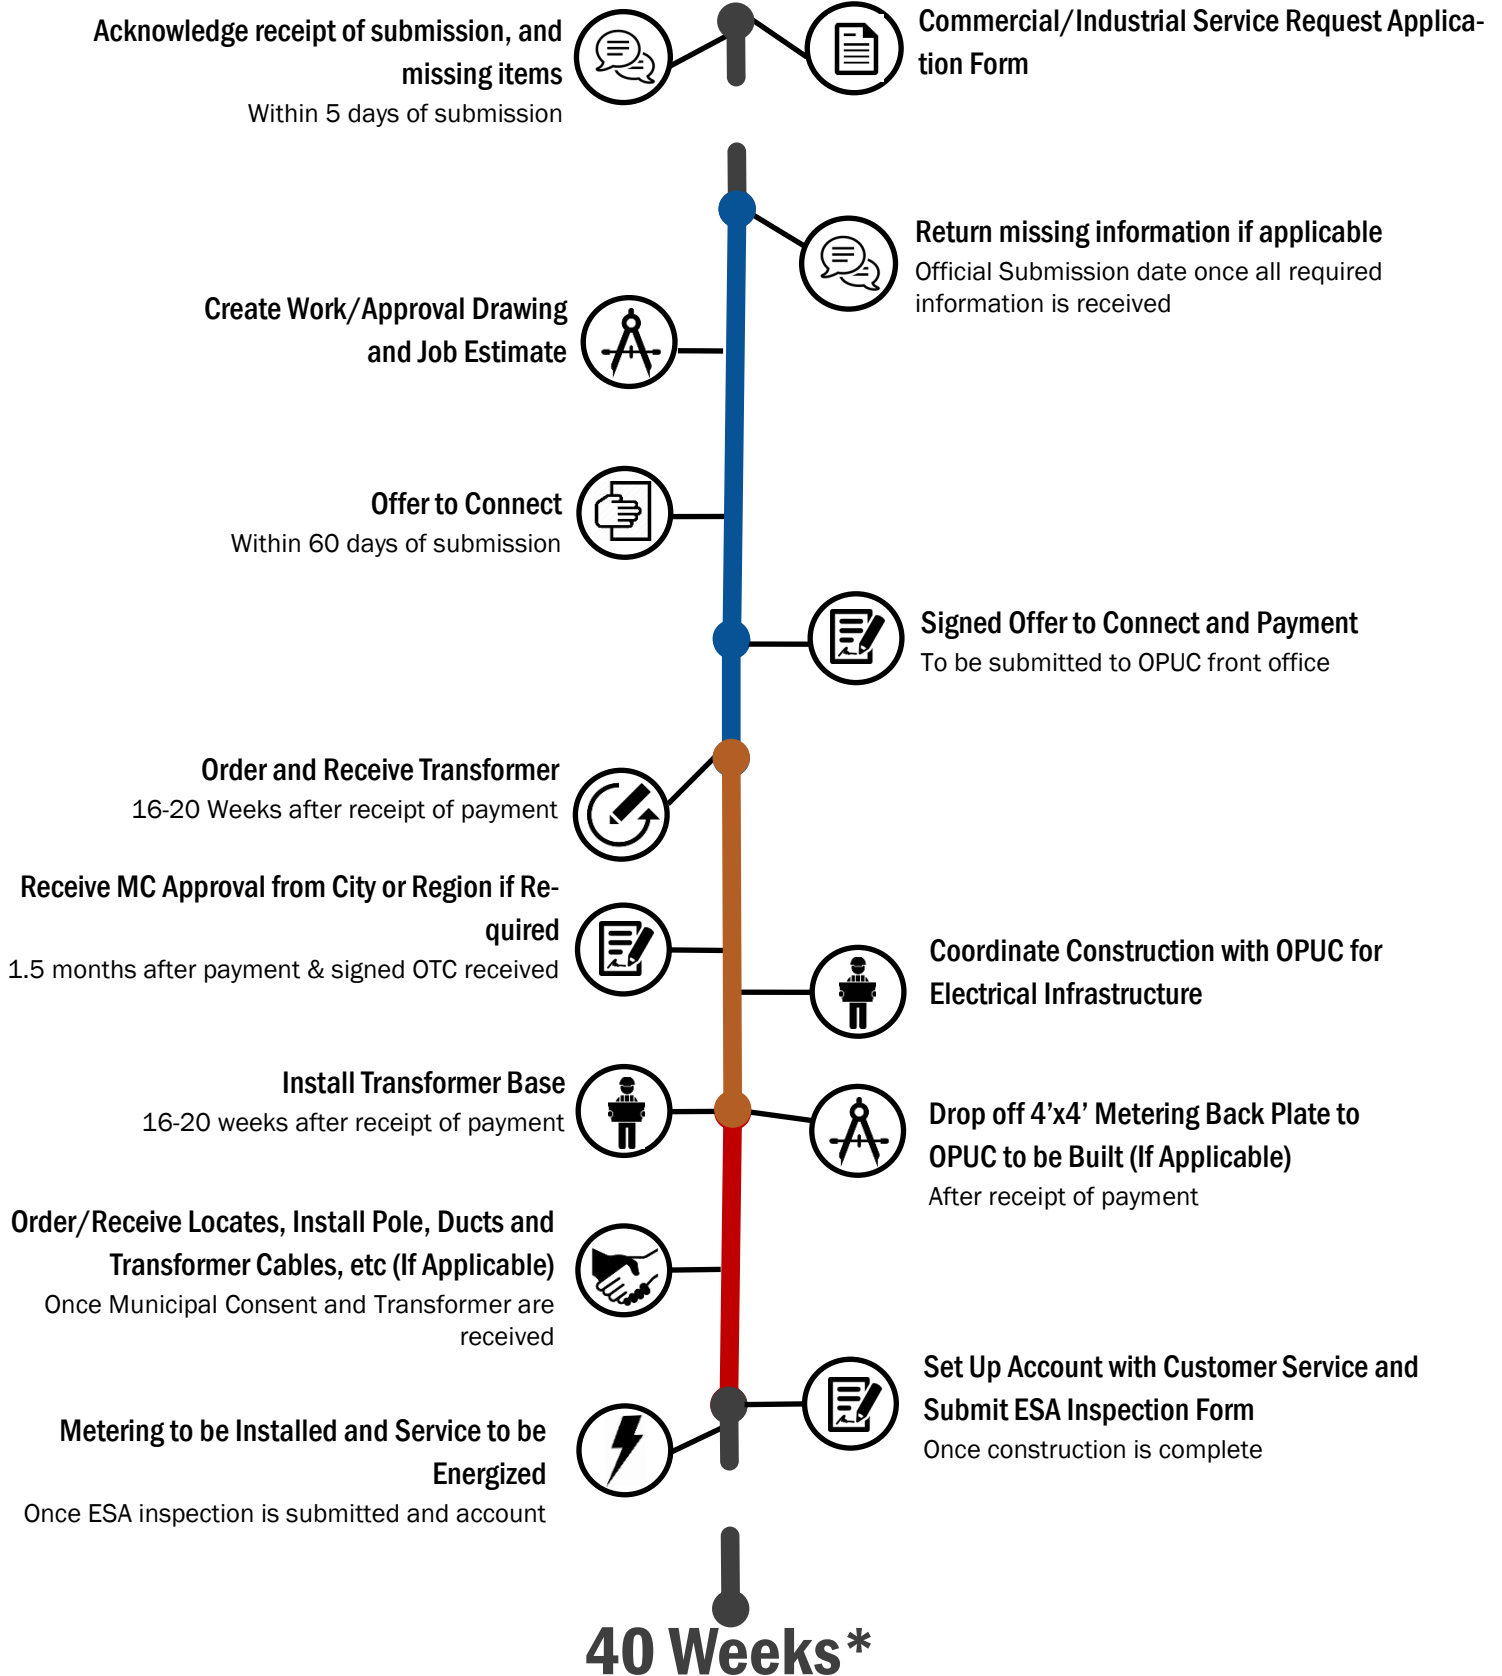 Acknowledge receipt of submission, and
missing items
Within 5 days of submission
Commercial/Industrial Service Request Applica-
tion Form
Return missing information if applicable
Official Submission date once all required
information is received
Create Work/Approval Drawing
and Job Estimate
Offer to Connect
Within 60 days of submission
Signed Offer to Connect and Payment
To be submitted to OPUC front office
Order and Receive Transformer
16-20 Weeks after receipt of payment
Receive MC Approval from City or Region if Re-
quired
1.5 months after payment & signed OTC received
Coordinate Construction with OPUC for
Electrical Infrastructure
Install Transformer Base
16-20 weeks after receipt of payment
Drop off 4’x4’ Metering Back Plate to
OPUC to be Built (If Applicable)
After receipt of payment
Order/Receive Locates, Install Pole, Ducts and
Transformer Cables, etc (If Applicable)
Once Municipal Consent and Transformer are
received
Set Up Account with Customer Service and
Submit ESA Inspection Form
Once construction is complete
Metering to be Installed and Service to be
Energized
Once ESA inspection is submitted and account
40 Weeks*